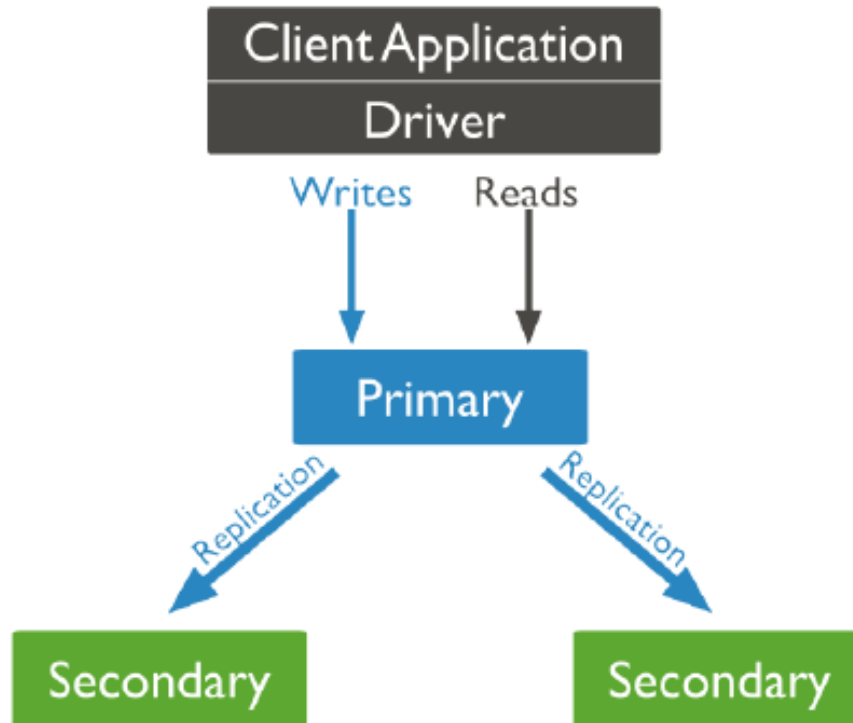 Client Application
Driver
Writes
Reads
Primary
Replication
Replication
Secondary
Secondary